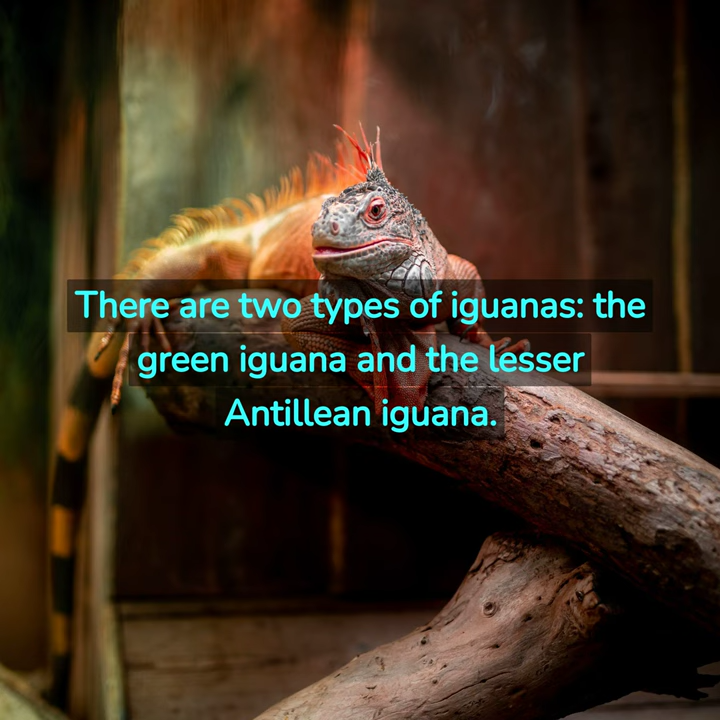 There are two types of iguanas: the
green iguana and the lesser
Antillean iguana.